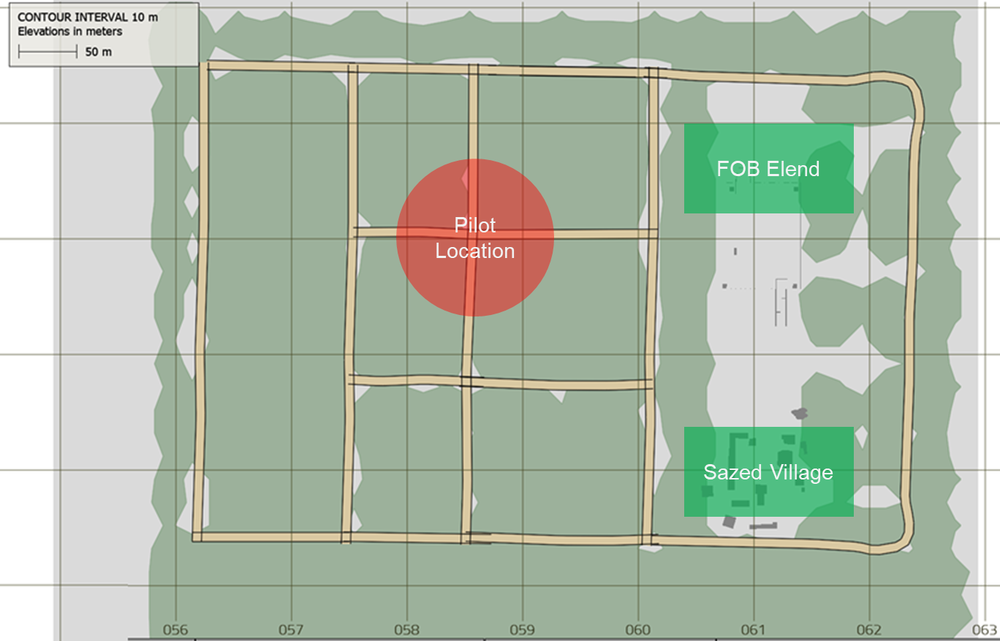 CONTOUR INTERVAL 10 m
Elevations in meters
50 m
FOB Elend
Pilot
Location
Sazed Village
056 057 058 059 060 061 062 063